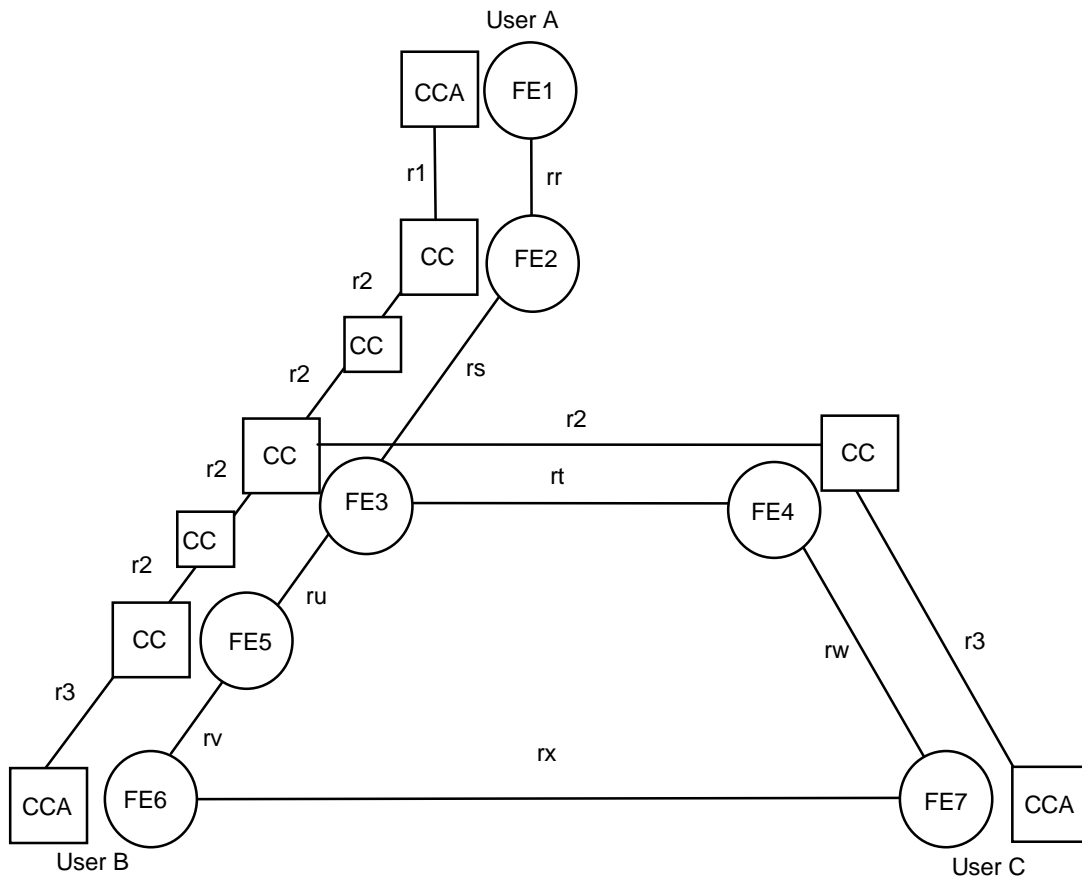 User A
CCA
FE1
r1
rr
CC
FE2
r2
CC
rs
r2
r2
CC
CC
r2
rt
FE3
FE4
CC
r2
ru
CC
FE5
rw
r3
r3
rv
rx
CCA
FE6
FE7
CCA
User B
User C